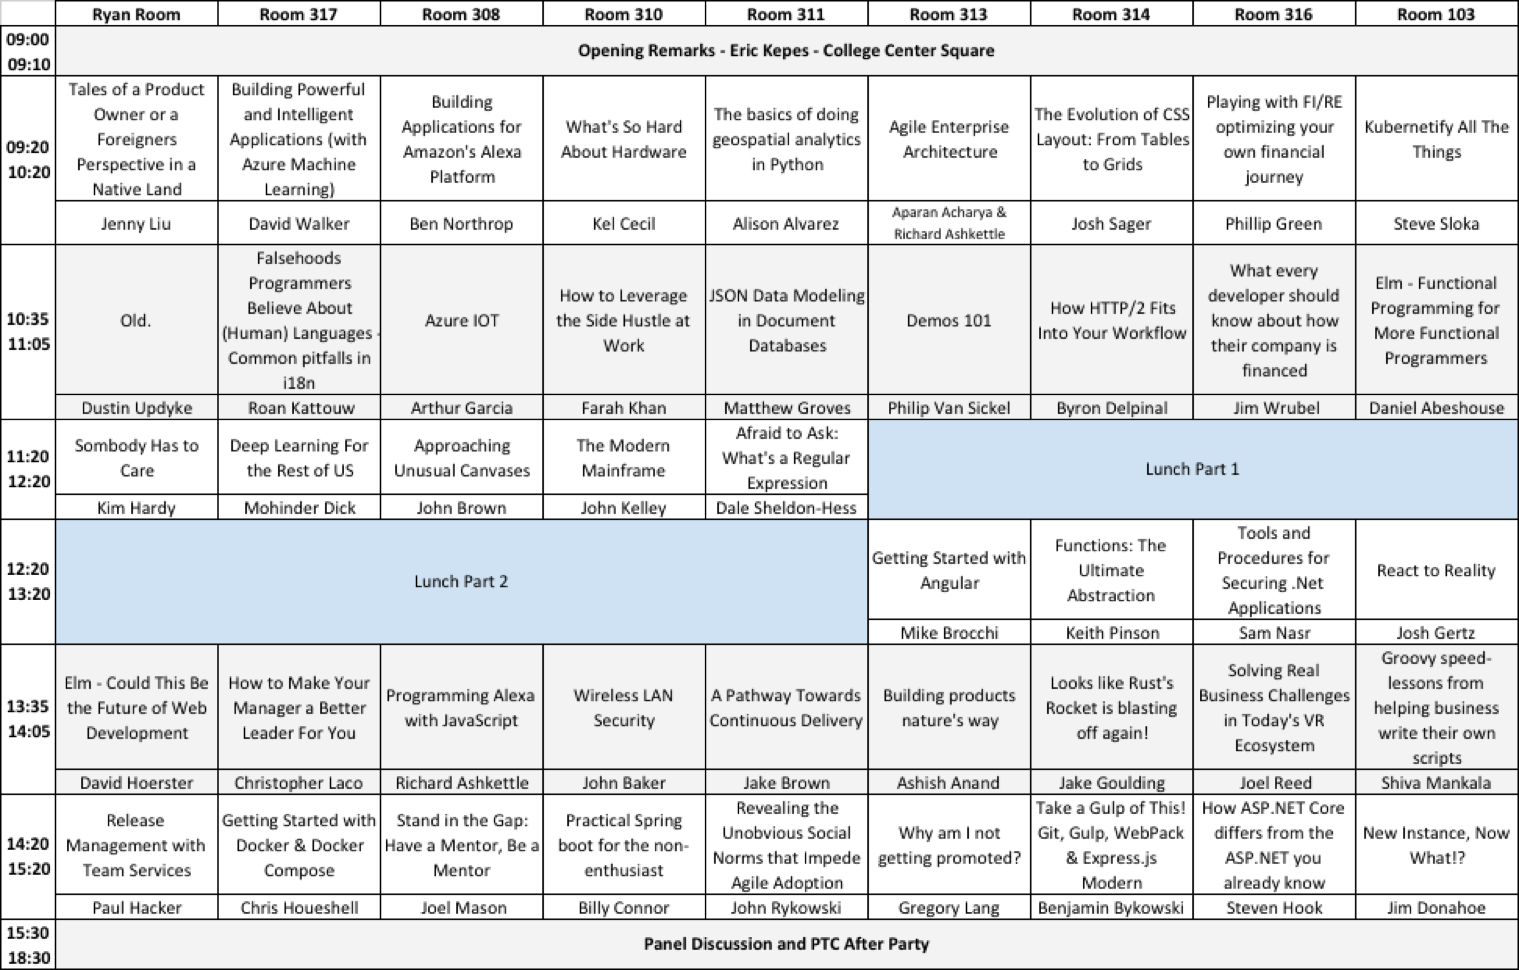 Ryan Room Room 317 Room 308 Room 310 Room 311 Room 313 Room 314 Room 316 Room 103
09:00
09:10
Opening Remarks - Eric Kepes - College Center Square
09:20
10:20
Tales of a Product
Owner or a
Foreigners
Perspective in a
Native Land
Building Powerful
and Intelligent
Applications (with
Azure Machine
Learning)
Building
Applications for
Amazon's Alexa
Platform
What's So Hard
About Hardware
The basics of doing
geospatial analytics
in Python
Agile Enterprise
Architecture
The Evolution of CSS
Layout: From Tables
to Grids
Playing with FI/RE
optimizing your
own financial
journey
Kubernetify All The
Things
Jenny Liu
David Walker
Ben Northrop
Kel Cecil
Alison Alvarez
Aparan Acharya &
Richard Ashkettle
Josh Sager
Phillip Green
Steve Sloka
10:35
11:05
Old.
Falsehoods
Programmers
Believe About
(Human) Languages -
Common pitfalls in
i18n
Azure IOT
How to Leverage
the Side Hustle at
Work
JSON Data Modeling
in Document
Databases
Demos 101
How HTTP/2 Fits
Into Your Workflow
What every
developer should
know about how
their company is
financed
Elm - Functional
Programming for
More Functional
Programmers
Dustin Updyke
Roan Kattouw
Arthur Garcia
Farah Khan
Matthew Groves
Philip Van Sickel
Byron Delpinal
Jim Wrubel
Daniel Abeshouse
11:20
12:20
Sombody Has to
Care
Deep Learning For
the Rest of US
Approaching
Unusual Canvases
The Modern
Mainframe
Afraid to Ask:
What's a Regular
Expression
Lunch Part 1
Kim Hardy
Mohinder Dick
John Brown
John Kelley
Dale Sheldon-Hess
12:20
13:20
Lunch Part 2
Getting Started with
Angular
Functions: The
Ultimate
Abstraction
Tools and
Procedures for
Securing .Net
Applications
React to Reality
Mike Brocchi
Keith Pinson
Sam Nasr
Josh Gertz
13:35
14:05
Elm - Could This Be
the Future of Web
Development
How to Make Your
Manager a Better
Leader For You
Programming Alexa
with JavaScript
Wireless LAN
Security
A Pathway Towards
Continuous Delivery
Building products
nature's way
Looks like Rust's
Rocket is blasting
off again!
Solving Real
Business Challenges
in Today's VR
Ecosystem
Groovy speed-
lessons from
helping business
write their own
scripts
David Hoerster
Christopher Laco
Richard Ashkettle
John Baker
Jake Brown
Ashish Anand
Jake Goulding
Joel Reed
Shiva Mankala
14:20
15:20
Release
Management with
Team Services
Getting Started with
Docker & Docker
Compose
Stand in the Gap:
Have a Mentor, Be a
Mentor
Practical Spring
boot for the non-
enthusiast
Revealing the
Unobvious Social
Norms that Impede
Agile Adoption
Why am I not
getting promoted?
Take a Gulp of This!
Git, Gulp, WebPack
& Express.js
Modern
How ASP.NET Core
differs from the
ASP.NET you
already know
New Instance, Now
What!?
Paul Hacker
Chris Houeshell
Joel Mason
Billy Connor
John Rykowski
Gregory Lang
Benjamin Bykowski
Steven Hook
Jim Donahoe
15:30
18:30
Panel Discussion and PTC After Party